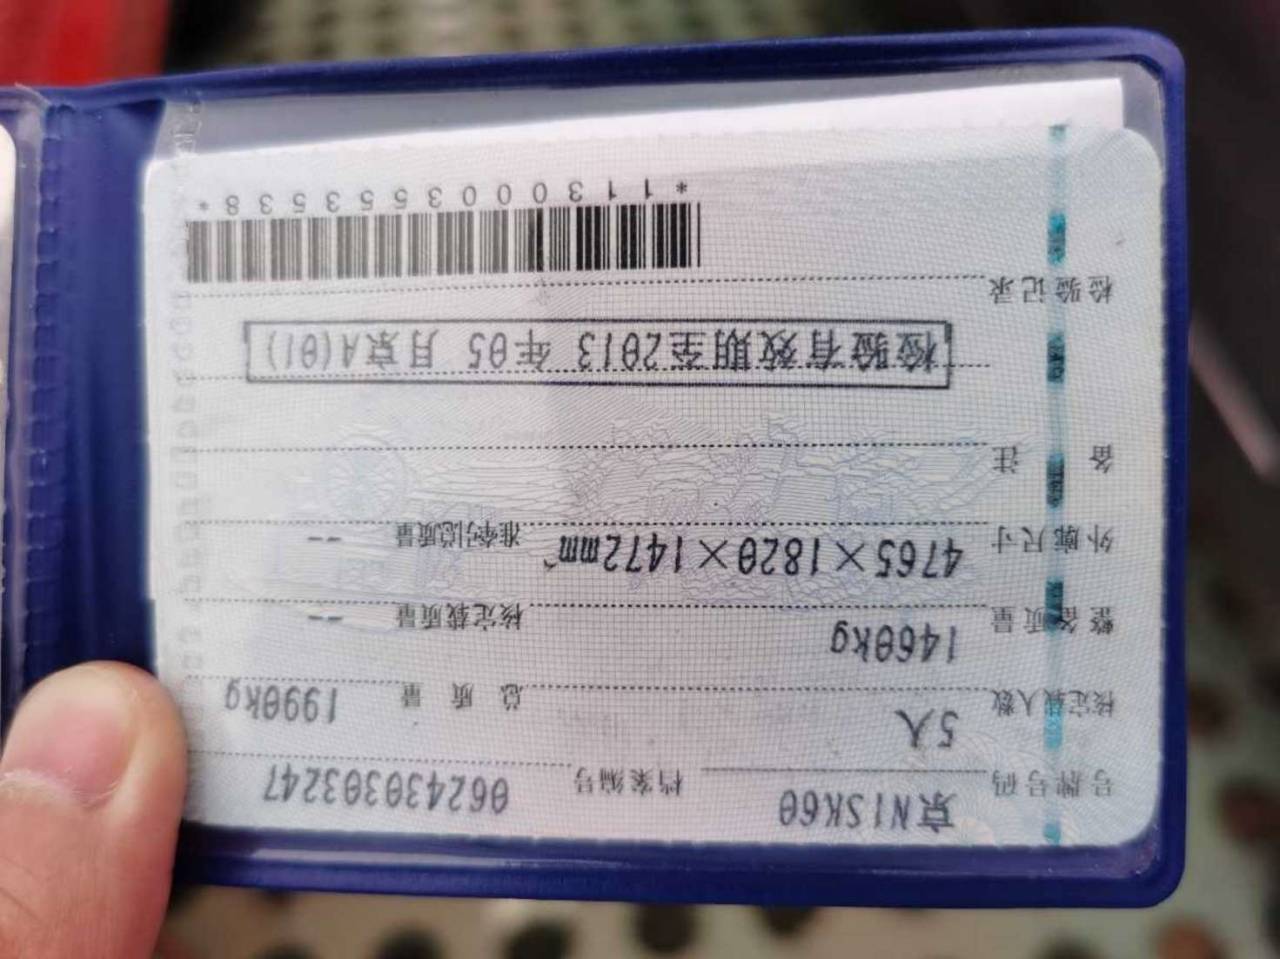 号牌号码 京N1SK60 档案编号 062430303247
核定载人数 5人 总质量 1990kg
整备质量 1460kg 核定载质量 --
外廓尺寸 4765×1820×1472mm 准牵引总质量 --
备注
检验有效期至2013 年05 月京A(01)
检验记录
*1130003553538*